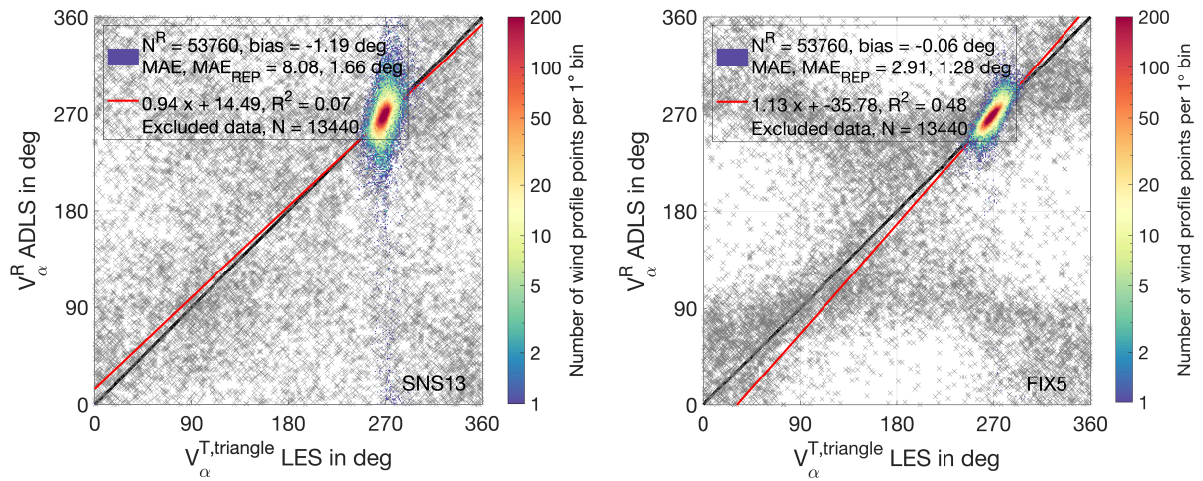 360
270
180
90
0
0
90
180
270
360
V_α^R ADLS in deg
V_α^{T,triangle} LES in deg
N^R = 53760, bias = -1.19 deg
MAE, MAE_REP = 8.08, 1.66 deg
0.94 x + 14.49, R^2 = 0.07
Excluded data, N = 13440
SNS13
200
100
50
20
10
5
2
1
Number of wind profile points per 1° bin
360
270
180
90
0
0
90
180
270
360
V_α^R ADLS in deg
V_α^{T,triangle} LES in deg
N^R = 53760, bias = -0.06 deg
MAE, MAE_REP = 2.91, 1.28 deg
1.13 x + -35.78, R^2 = 0.48
Excluded data, N = 13440
FIX5
200
100
50
20
10
5
2
1
Number of wind profile points per 1° bin